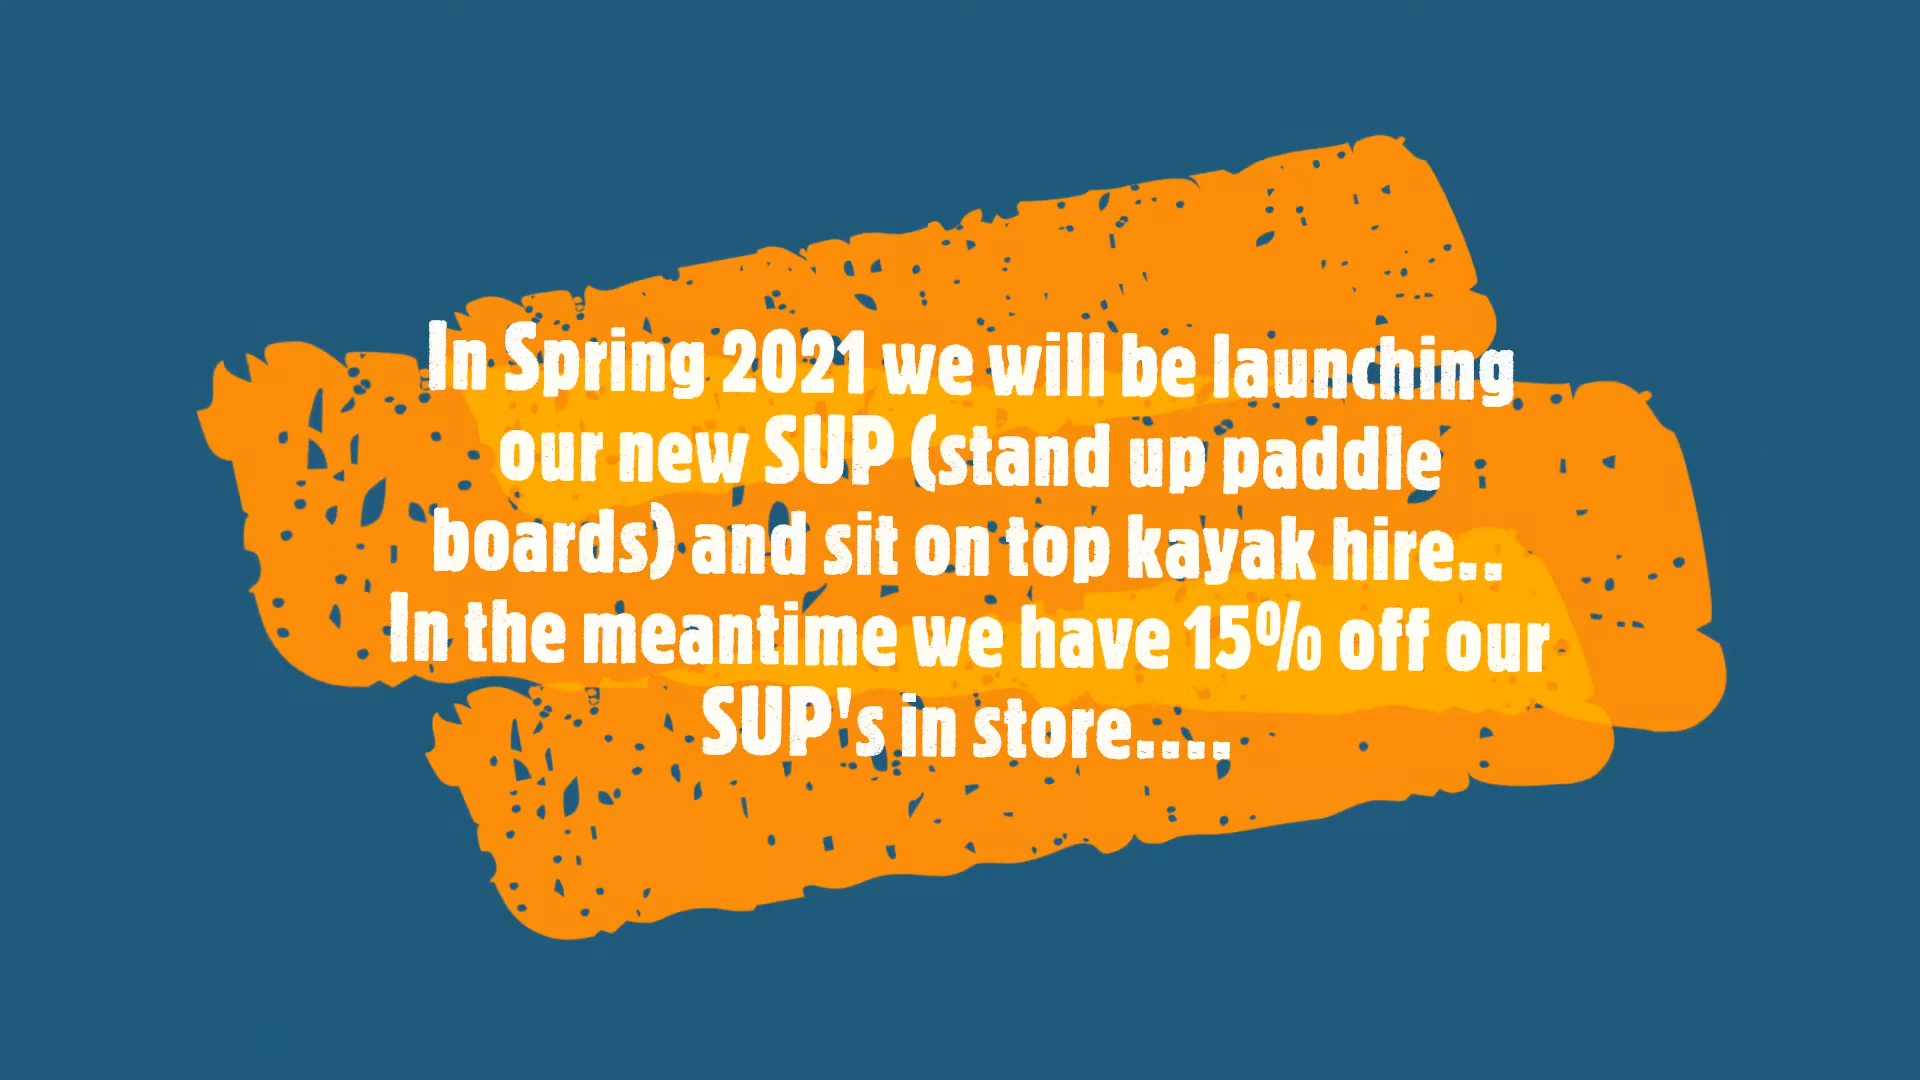 In Spring 2021 we will be launching
our new SUP (stand up paddle
boards) and sit on top kayak hire..
In the meantime we have 15% off our
SUP's in store....